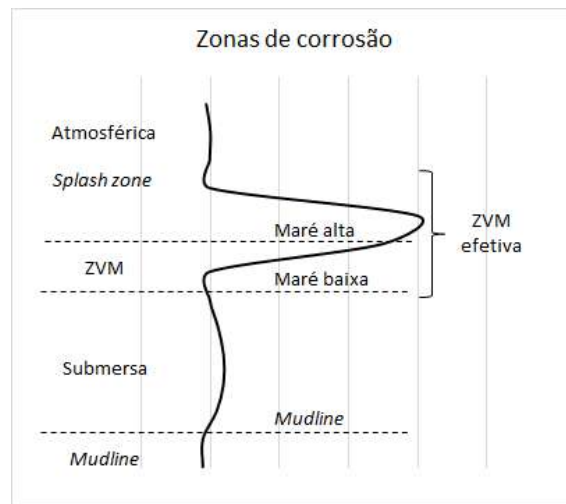 Zonas de corrosão
Atmosférica
Splash zone
Maré alta
ZVM
efetiva
ZVM
Maré baixa
Submersa
Mudline
Mudline